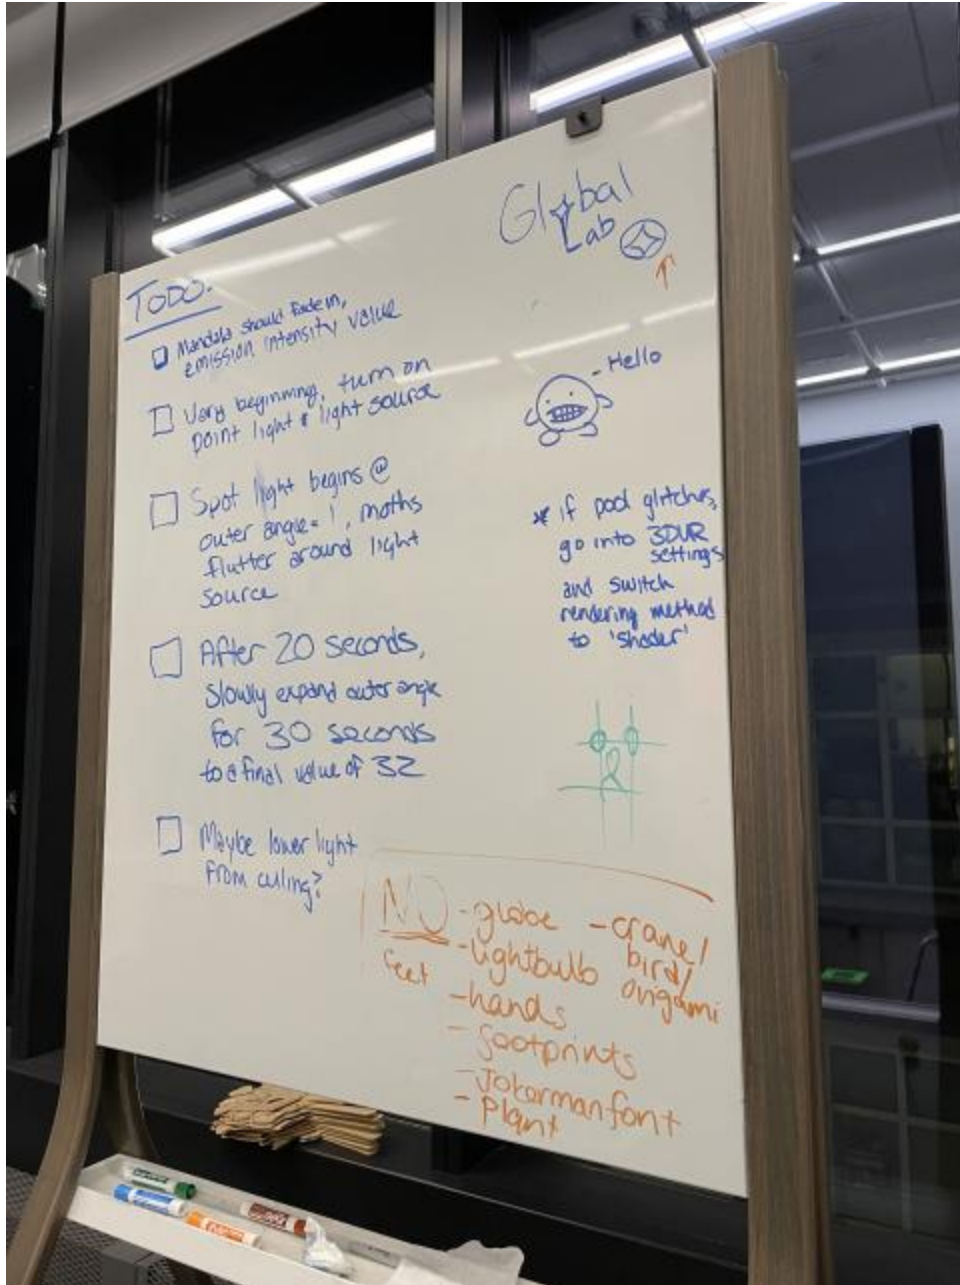 Global
Lab
TODO:
Mandala should fade in,
emission intensity value
Very beginning, turn on
point light & light source
Spot light begins @
outer angle = 1, moths
flutter around light
source
After 20 seconds,
slowly expand outer angle
for 30 seconds
to a final value of 32
Maybe lower light
from culing?
- Hello
* if pool glitches,
go into 3DVR
settings
and switch
rendering method
to 'shader'
NO
feet
- globe
- lightbulb
- hands
- footprints
- Jokerman font
- Plant
- crane/
bird/
origami